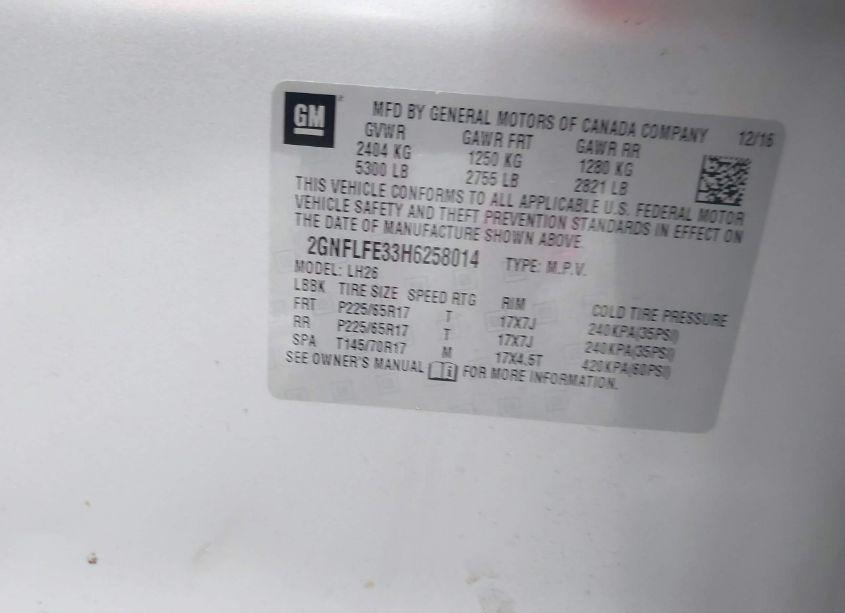 GM MFD BY GENERAL MOTORS OF CANADA COMPANY 12/16
GVWR GAWR FRT GAWR RR
2404 KG 1250 KG 1280 KG
5300 LB 2755 LB 2821 LB
THIS VEHICLE CONFORMS TO ALL APPLICABLE U.S. FEDERAL MOTOR
VEHICLE SAFETY AND THEFT PREVENTION STANDARDS IN EFFECT ON
THE DATE OF MANUFACTURE SHOWN ABOVE.
2GNFLFE33H6258014 TYPE: M.P.V.
MODEL: LH26
LBBK TIRE SIZE SPEED RTG RIM COLD TIRE PRESSURE
FRT P225/65R17 T 17X7J 240KPA(35PSI)
RR P225/65R17 T 17X7J 240KPA(35PSI)
SPA T145/70R17 M 17X4.5T 420KPA(60PSI)
SEE OWNER'S MANUAL FOR MORE INFORMATION.